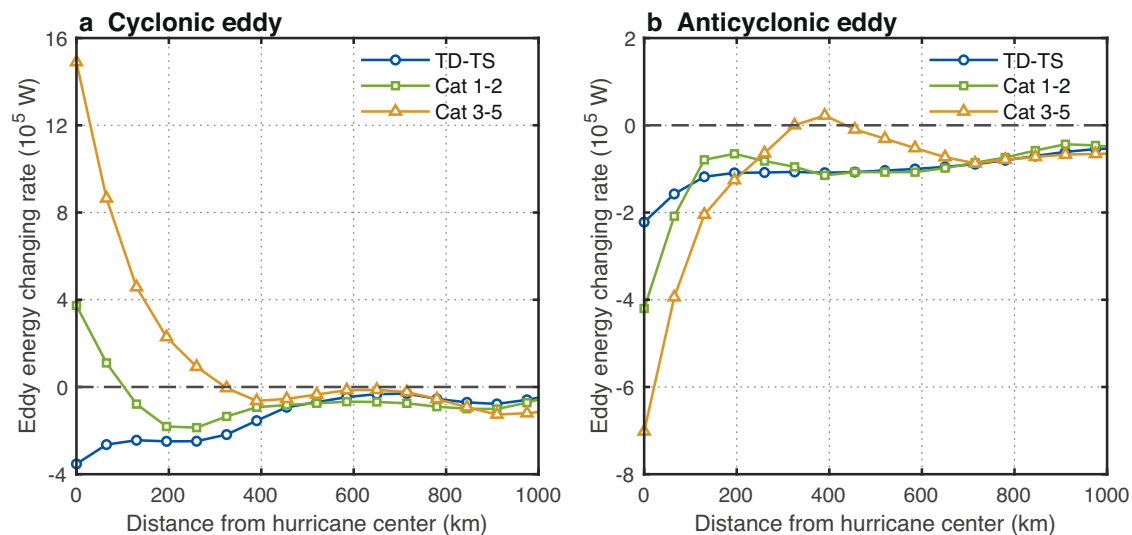 a Cyclonic eddy
16
12
8
4
0
-4
Eddy energy changing rate (10⁵ W)
TD-TS
Cat 1-2
Cat 3-5
0 200 400 600 800 1000
Distance from hurricane center (km)
b Anticyclonic eddy
2
0
-2
-4
-6
-8
Eddy energy changing rate (10⁵ W)
TD-TS
Cat 1-2
Cat 3-5
0 200 400 600 800 1000
Distance from hurricane center (km)